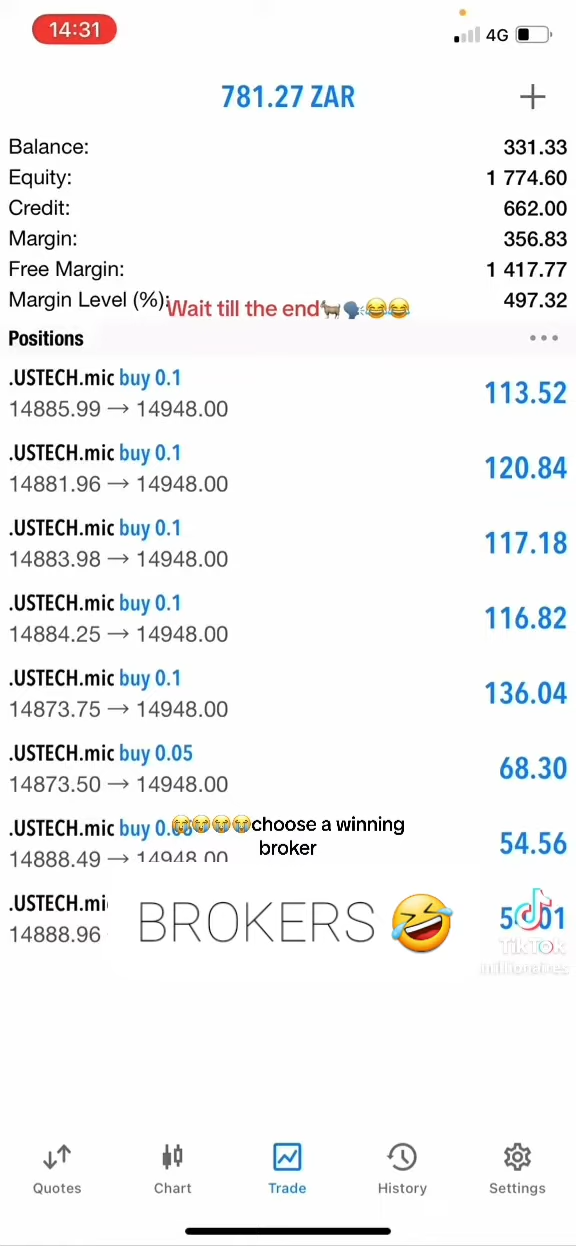 14:31
4G
781.27 ZAR
Balance: 331.33
Equity: 1 774.60
Credit: 662.00
Margin: 356.83
Free Margin: 1 417.77
Margin Level (%): 497.32
Wait till the end🐐🗣️😂😂
Positions
.USTECH.mic buy 0.1
113.52
14885.99 → 14948.00
.USTECH.mic buy 0.1
120.84
14881.96 → 14948.00
.USTECH.mic buy 0.1
117.18
14883.98 → 14948.00
.USTECH.mic buy 0.1
116.82
14884.25 → 14948.00
.USTECH.mic buy 0.1
136.04
14873.75 → 14948.00
.USTECH.mic buy 0.05
68.30
14873.50 → 14948.00
.USTECH.mic buy
54.56
😭😭😭😭choose a winning
broker
14888.49 → 14948.00
14888.96
BROKERS 🤣
TikTok
millionaires
Quotes
Chart
Trade
History
Settings